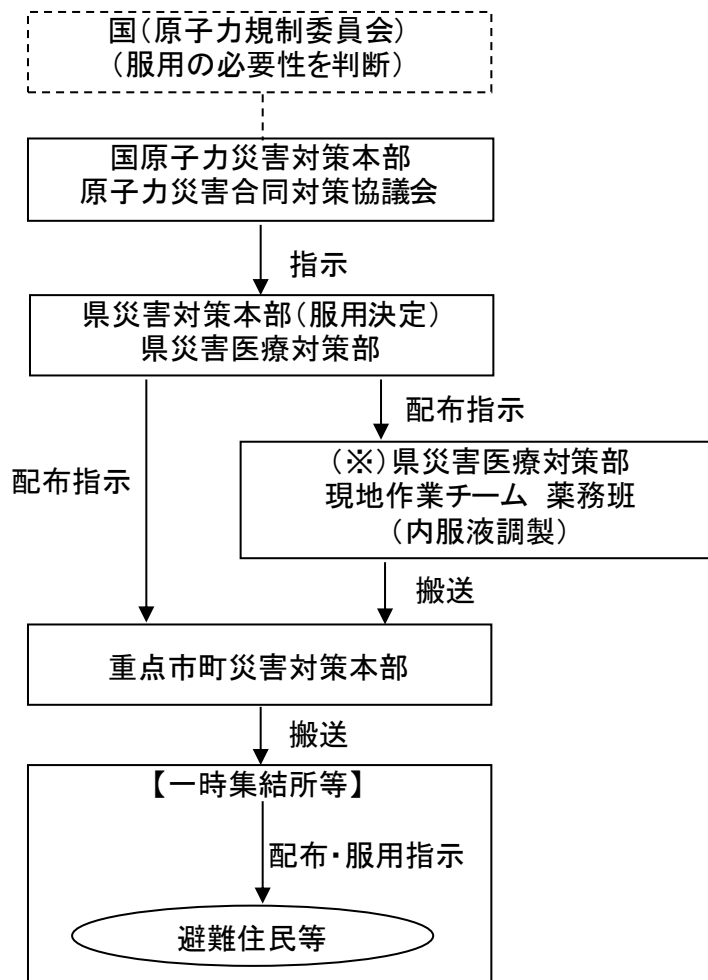 国(原子力規制委員会)
(服用の必要性を判断)
国原子力災害対策本部
原子力災害合同対策協議会
指示
県災害対策本部(服用決定)
県災害医療対策部
配布指示
配布指示
(※)県災害医療対策部
現地作業チーム 薬務班
(内服液調製)
搬送
重点市町災害対策本部
搬送
【一時集結所等】
配布・服用指示
避難住民等